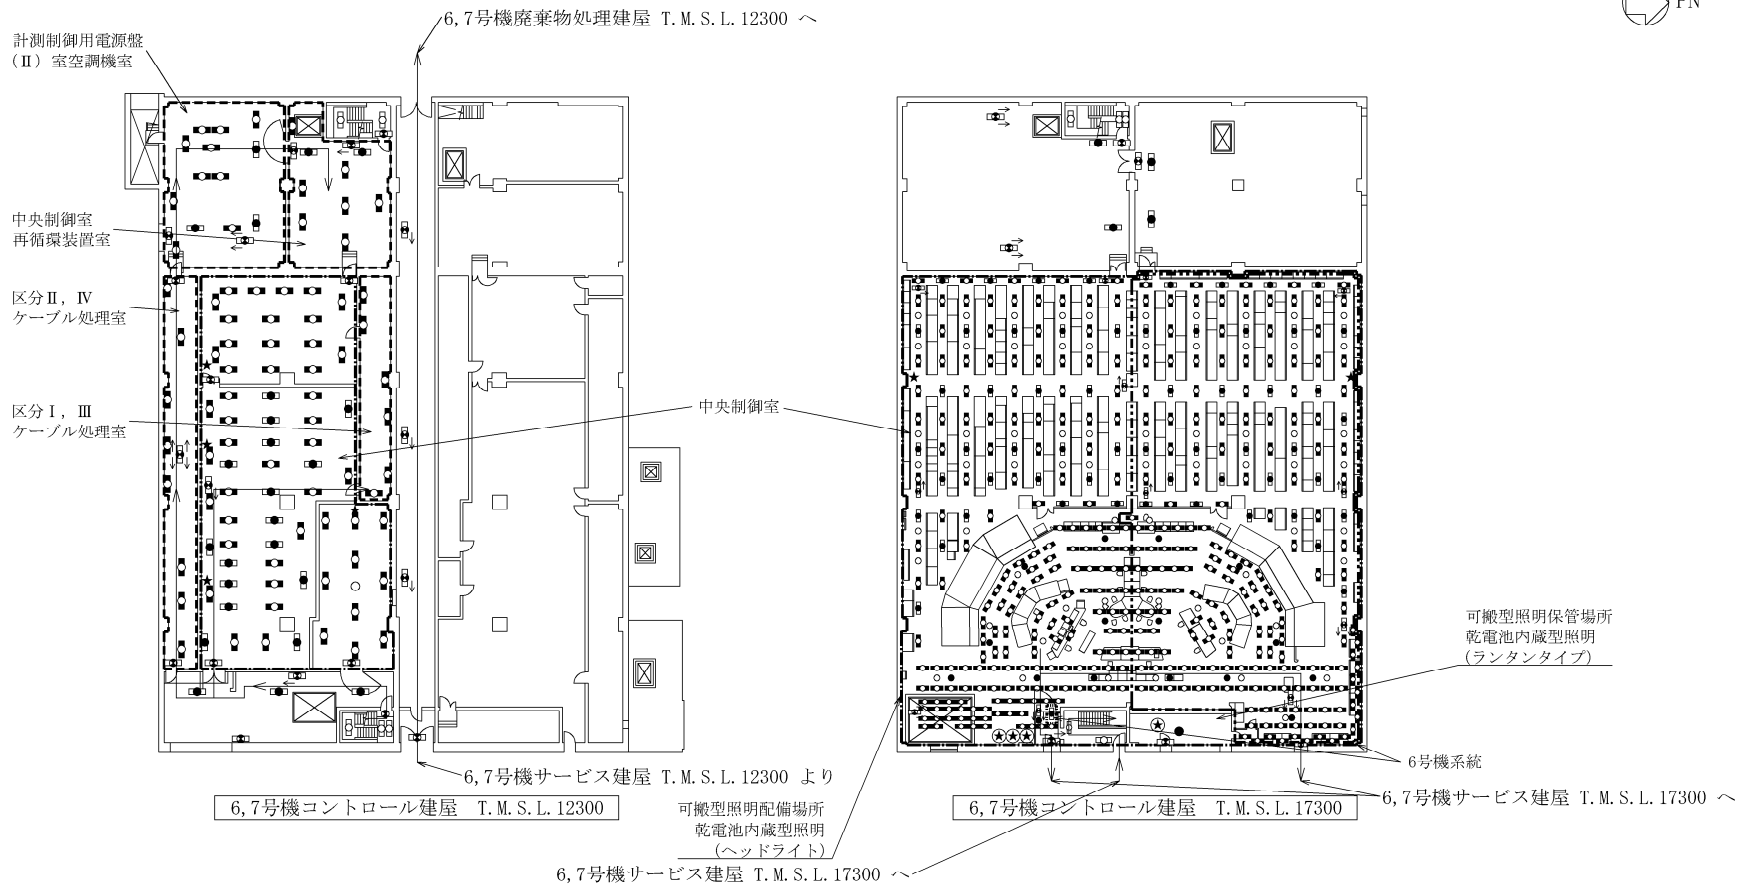 6,7号機廃棄物処理建屋 T.M.S.L.12300 へ
PN
計測制御用電源盤
(Ⅱ) 室空調機室
中央制御室
再循環装置室
区分Ⅱ, Ⅳ
ケーブル処理室
区分Ⅰ, Ⅲ
ケーブル処理室
中央制御室
可搬型照明保管場所
乾電池内蔵型照明
(ランタンタイプ)
6号機系統
6,7号機サービス建屋 T.M.S.L.12300 より
6,7号機サービス建屋 T.M.S.L.17300 へ
6,7号機コントロール建屋 T.M.S.L.12300
6,7号機コントロール建屋 T.M.S.L.17300
可搬型照明配備場所
乾電池内蔵型照明
(ヘッドライト)
6,7号機サービス建屋 T.M.S.L.17300 へ